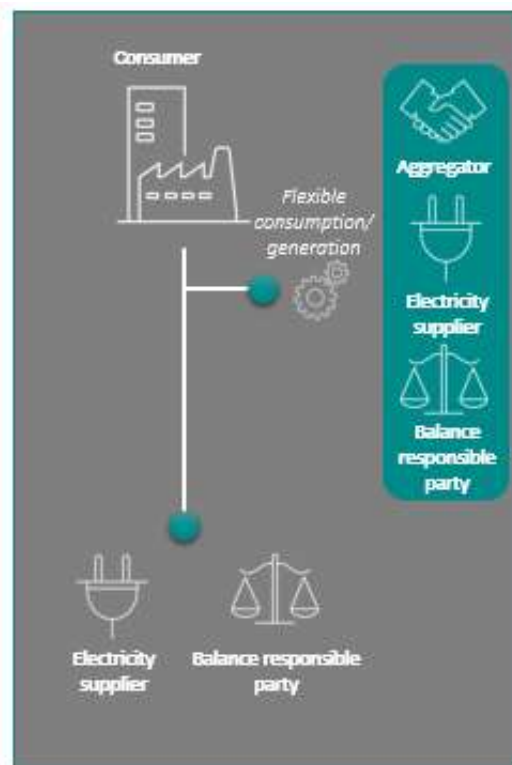 Consumer
Flexible
consumption/
generation
Aggregator
Electricity
supplier
Balance
responsible
party
Electricity
supplier
Balance responsible
party